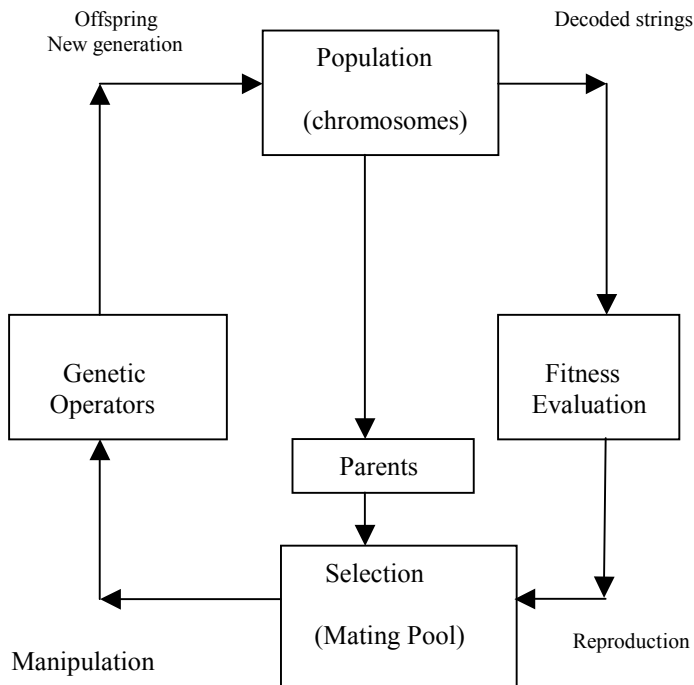 Offspring
New generation
Decoded strings
Population
(chromosomes)
Genetic
Operators
Fitness
Evaluation
Parents
Selection
(Mating Pool)
Manipulation
Reproduction